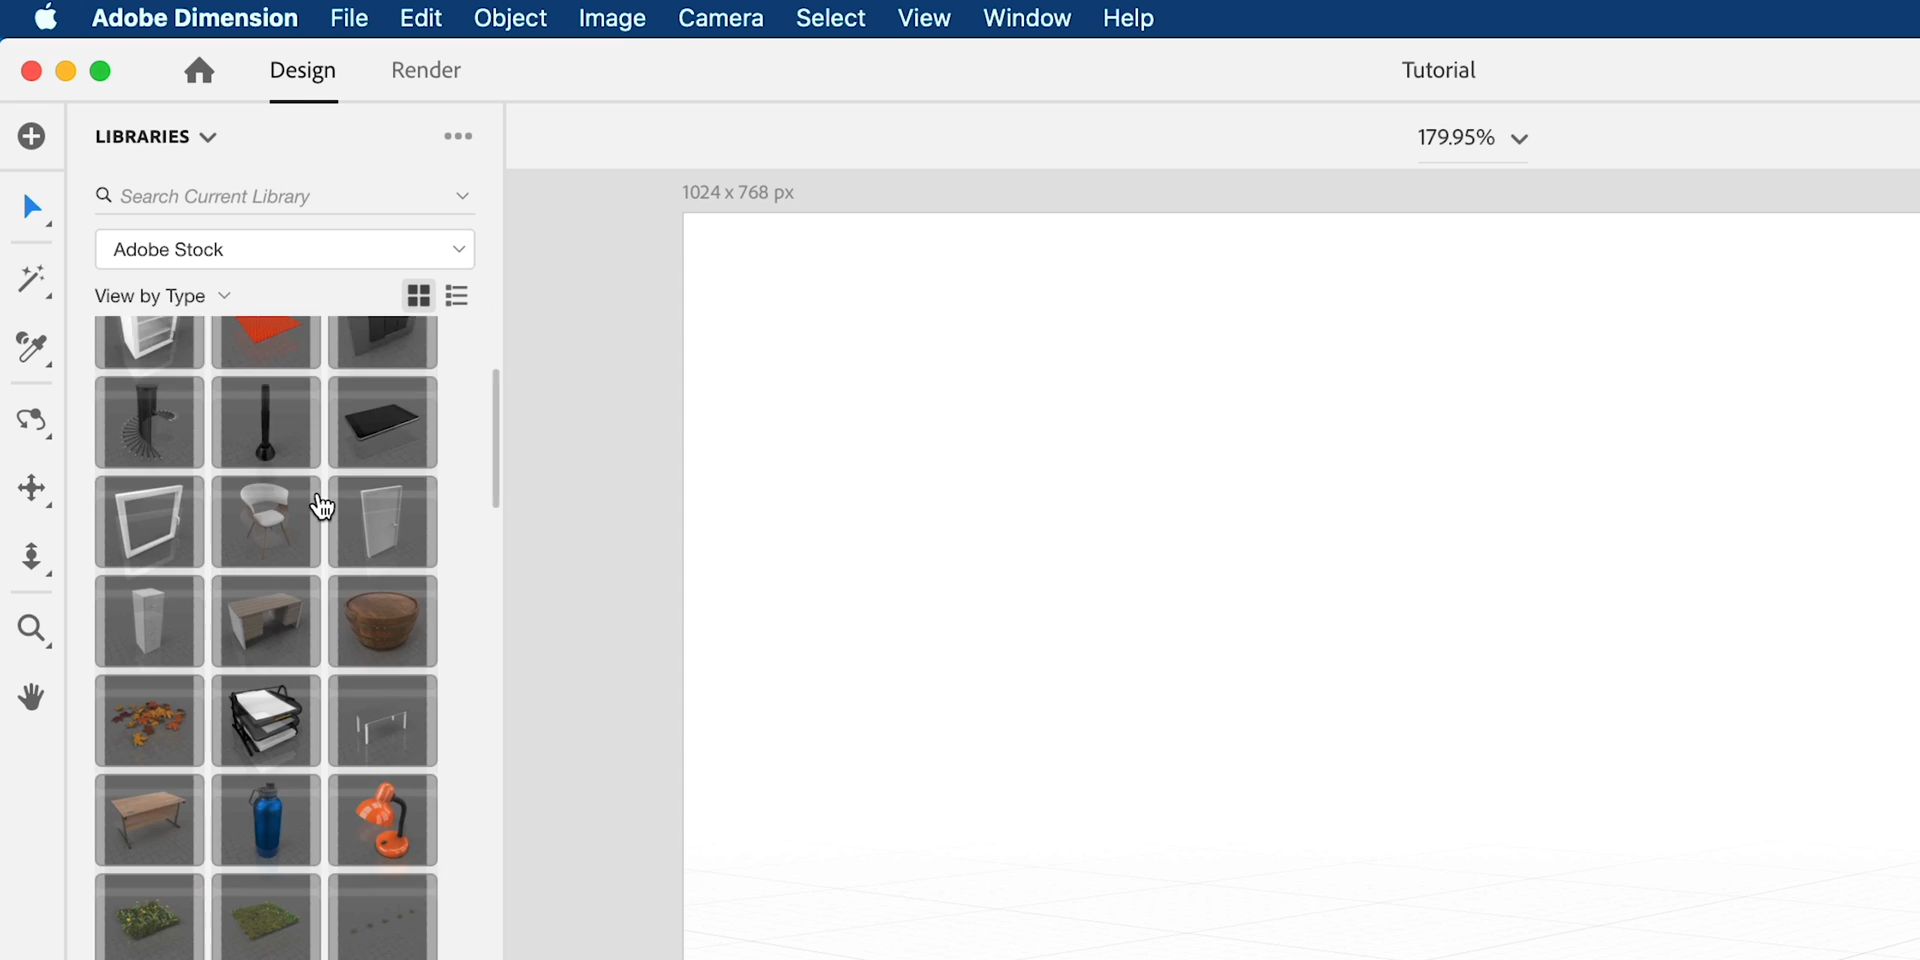 Adobe Dimension File Edit Object Image Camera Select View Window Help
Design Render Tutorial
LIBRARIES 179.95%
Search Current Library 1024 x 768 px
Adobe Stock
View by Type